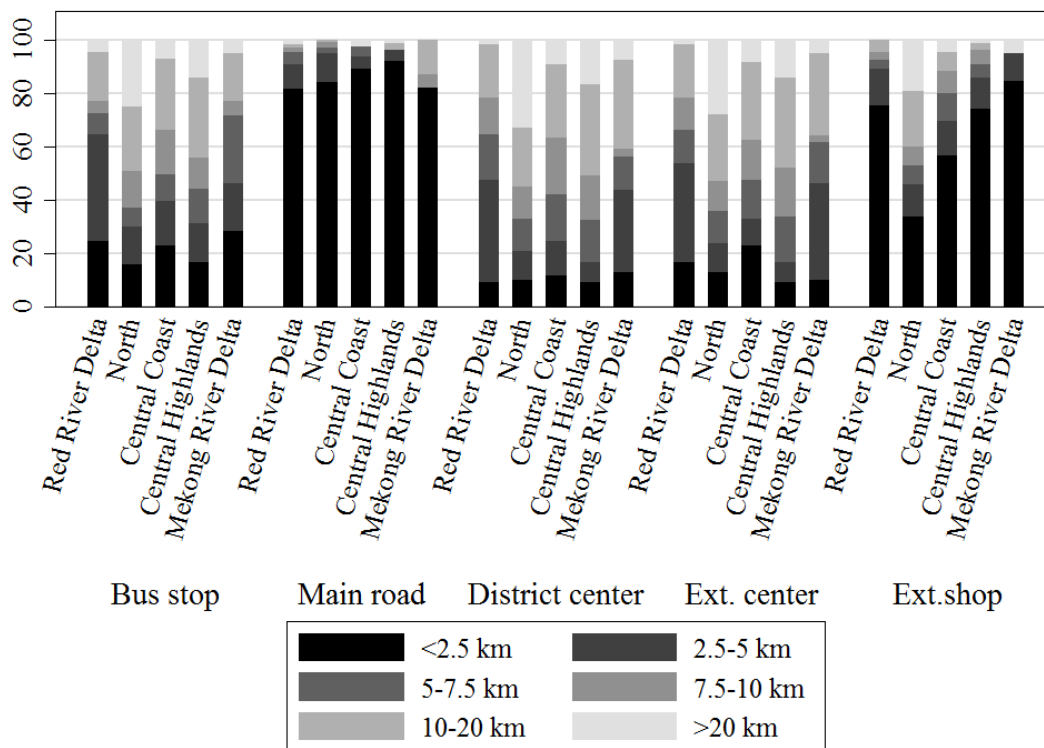 100
80
60
40
20
0
Red River Delta
North
Central Coast
Central Highlands
Mekong River Delta
Red River Delta
North
Central Coast
Central Highlands
Mekong River Delta
Red River Delta
North
Central Coast
Central Highlands
Mekong River Delta
Red River Delta
North
Central Coast
Central Highlands
Mekong River Delta
Red River Delta
North
Central Coast
Central Highlands
Mekong River Delta
Bus stop Main road District center Ext. center Ext.shop
<2.5 km 2.5-5 km
5-7.5 km 7.5-10 km
10-20 km >20 km